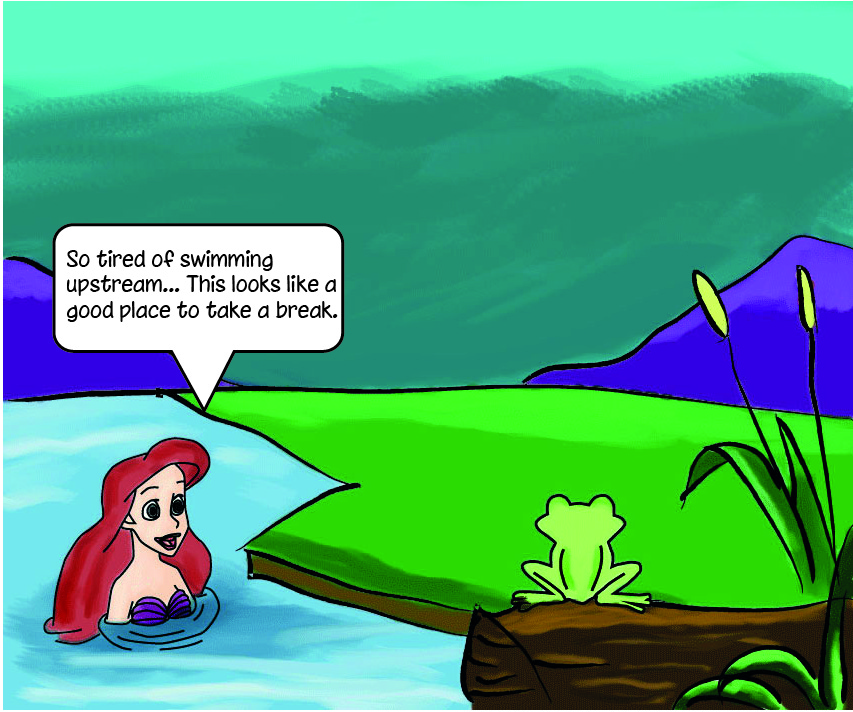 So tired of swimming
upstream... This looks like a
good place to take a break.